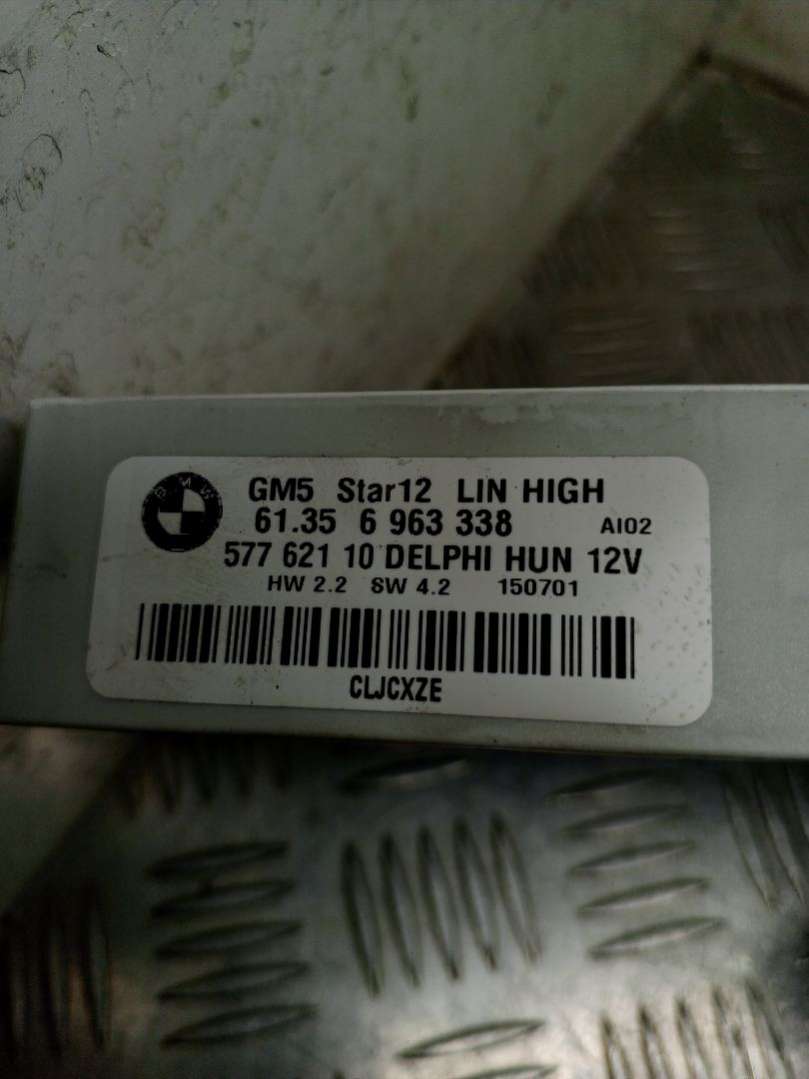 BMW
GM5 Star12 LIN HIGH
61.35 6 963 338 AI02
577 621 10 DELPHI HUN 12V
HW 2.2 SW 4.2 150701
CLJCXZE